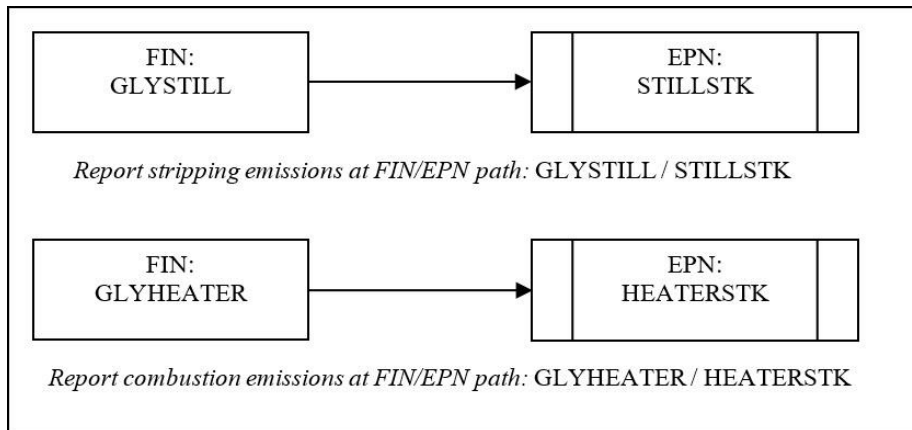 FIN:
GLYSTILL
EPN:
STILLSTK
Report stripping emissions at FIN/EPN path: GLYSTILL / STILLSTK
FIN:
GLYHEATER
EPN:
HEATERSTK
Report combustion emissions at FIN/EPN path: GLYHEATER / HEATERSTK